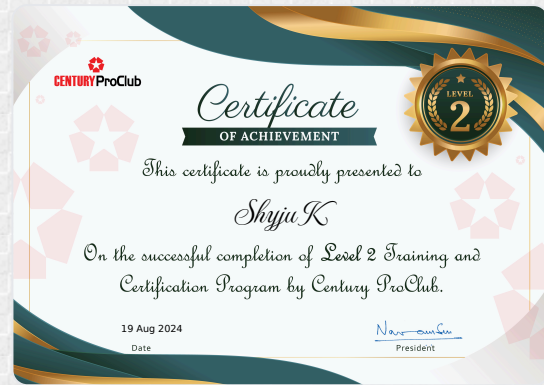 CENTURY ProClub
Certificate
OF ACHIEVEMENT
LEVEL
2
This certificate is proudly presented to
Shyju K
On the successful completion of Level 2 Training and
Certification Program by Century ProClub.
19 Aug 2024
Date
President